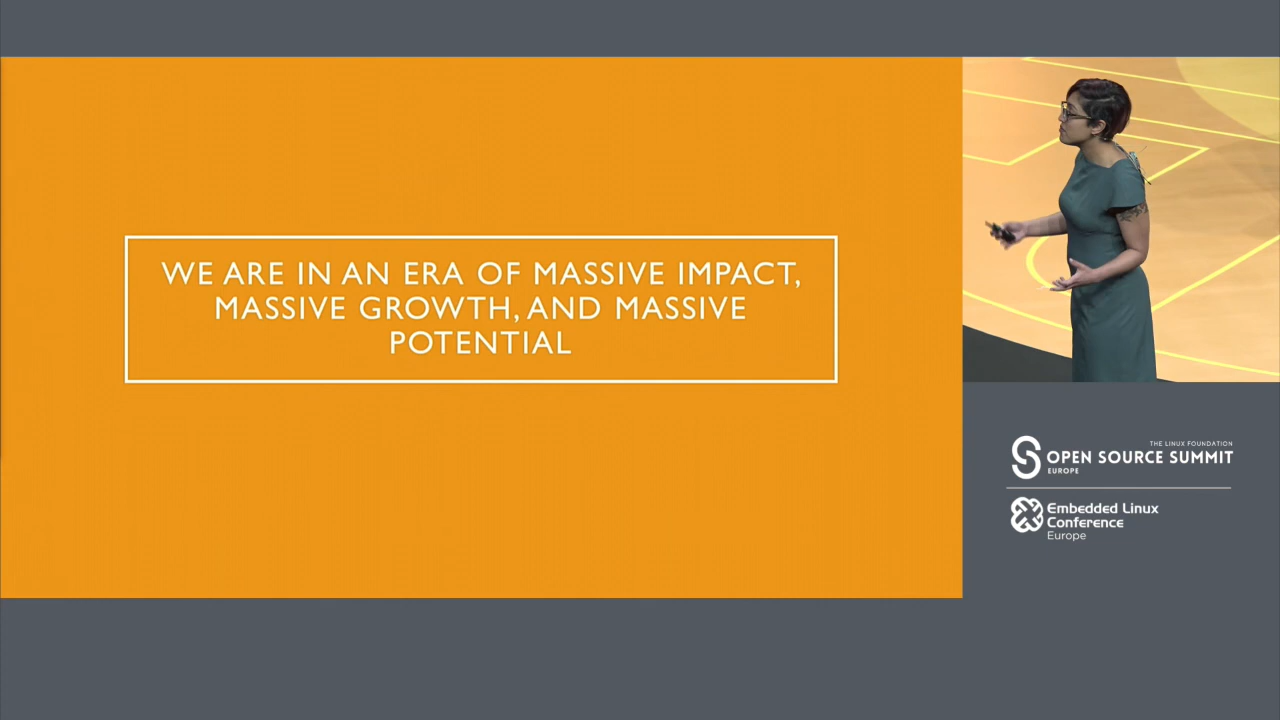 WE ARE IN AN ERA OF MASSIVE IMPACT,
MASSIVE GROWTH, AND MASSIVE
POTENTIAL
THE LINUX FOUNDATION
OPEN SOURCE SUMMIT
EUROPE
Embedded Linux
Conference
Europe